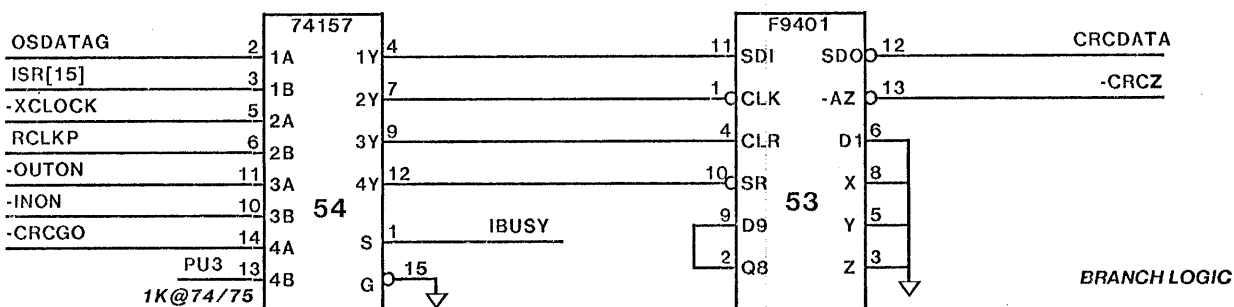 74157
F9401
OSDATAG 2 1A 1Y 4 11 SDI SDO 12 CRCDATA
ISR[15] 3 1B 2Y 7 1 CLK -AZ 13 -CRCZ
-XCLOCK 5 2A 3Y 9 4 CLR D1 6
RCLKP 6 2B 4Y 12 10 SR X 8
-OUTON 11 3A 54 53
-INON 10 3B S 1 IBUSY 9 D9 Y 5
-CRCGO 14 4A G 15 2 Q8 Z 3
PU3 13 4B
1K@74/75
BRANCH LOGIC